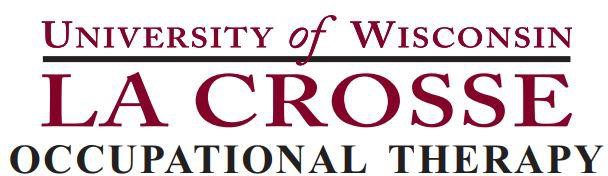 UNIVERSITY of WISCONSIN
LA CROSSE
OCCUPATIONAL THERAPY